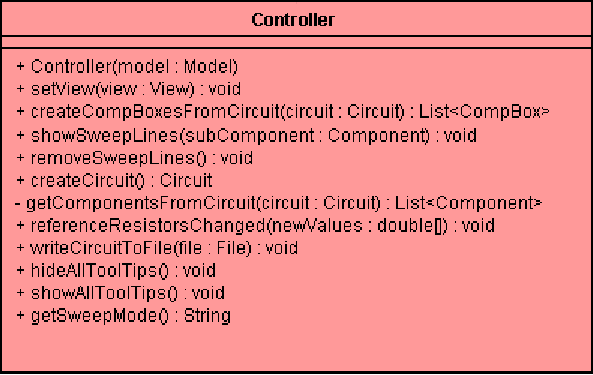 Controller
+ Controller(model : Model)
+ setView(view : View) : void
+ createCompBoxesFromCircuit(circuit : Circuit) : List<CompBox>
+ showSweepLines(subComponent : Component) : void
+ removeSweepLines() : void
+ createCircuit() : Circuit
- getComponentsFromCircuit(circuit : Circuit) : List<Component>
+ referenceResistorsChanged(newValues : double[]) : void
+ writeCircuitToFile(file : File) : void
+ hideAllToolTips() : void
+ showAllToolTips() : void
+ getSweepMode() : String